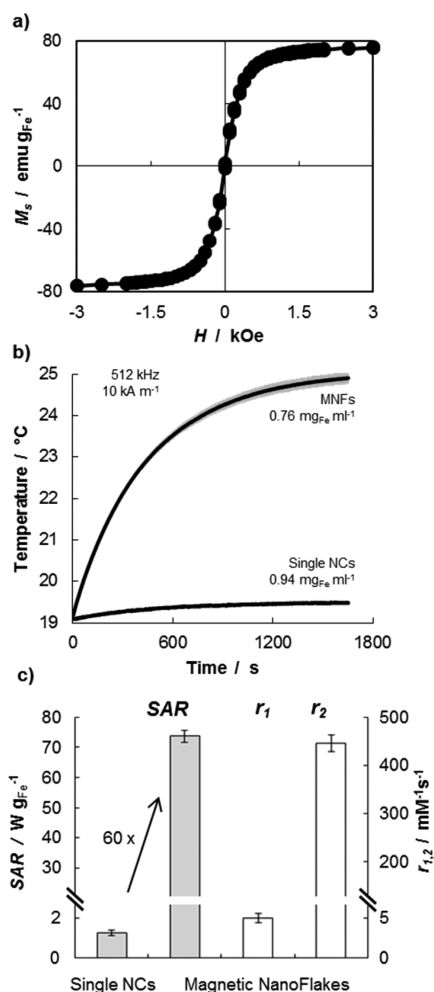 a)
80
40
0
-40
-80
Ms / emu gFe-1
-3 -1.5 0 1.5 3
H / kOe
b)
25
24
23
22
21
20
19
Temperature / °C
512 kHz
10 kA m-1
MNFs
0.76 mgFe ml-1
Single NCs
0.94 mgFe ml-1
0 600 1200 1800
Time / s
c)
SAR r1 r2
80
70
60
50
40
30
2
0
SAR / W gFe-1
60 x
450
400
350
300
250
200
5
0
r1,2 / mM-1s-1
Single NCs Magnetic NanoFlakes